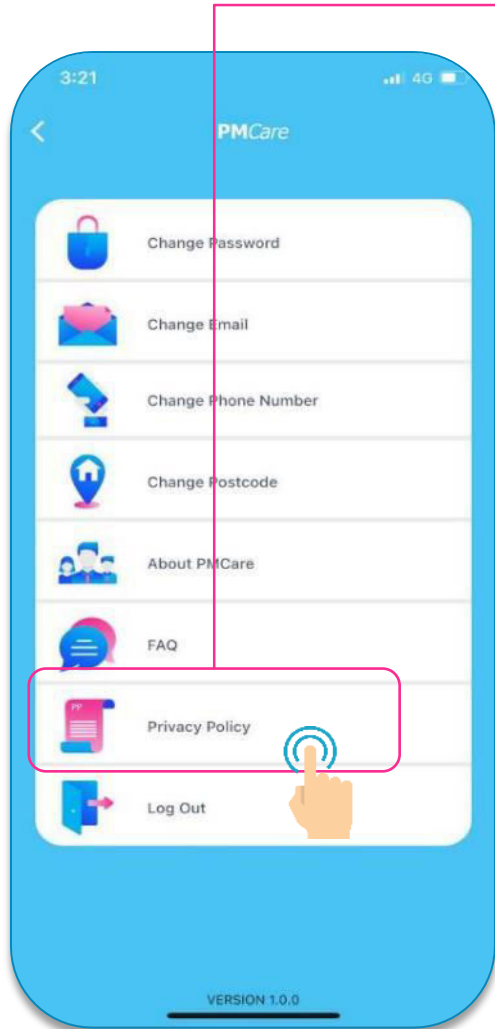 3:21 4G
PMCare
Change Password
Change Email
Change Phone Number
Change Postcode
About PMCare
FAQ
PP
Privacy Policy
Log Out
VERSION 1.0.0